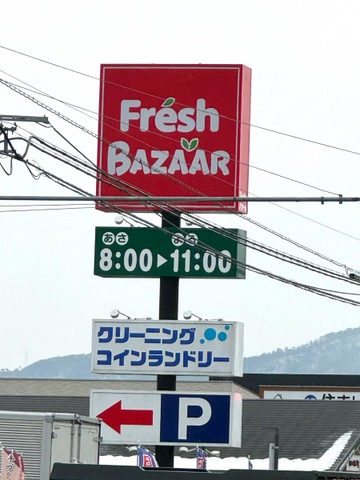 Frésh
BAZAAR
あさ よる
8:00▶11:00
クリーニング
コインランドリー
P